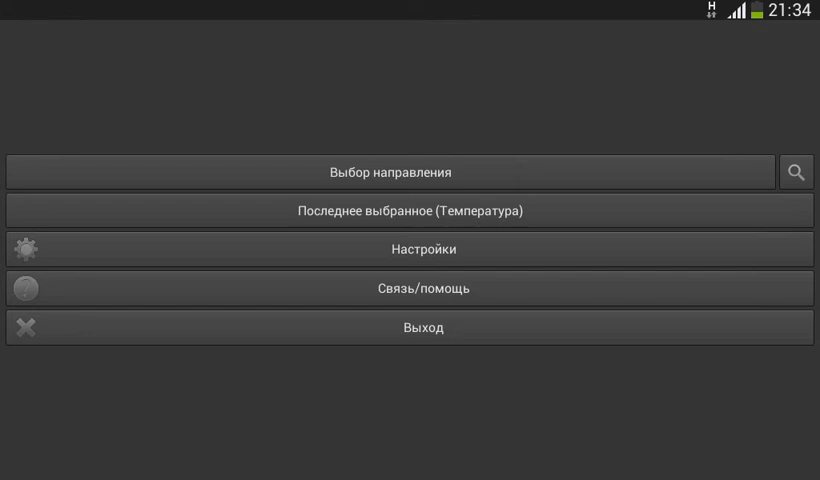 H
21:34
Выбор направления
Последнее выбранное (Температура)
Настройки
?
Связь/помощь
Выход